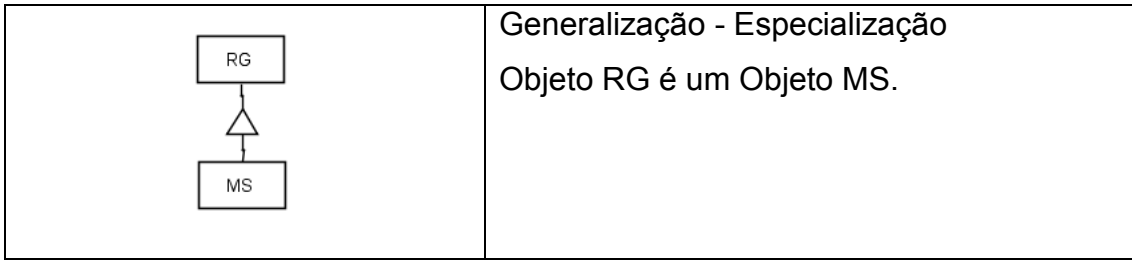 RG
MS
Generalização - Especialização
Objeto RG é um Objeto MS.